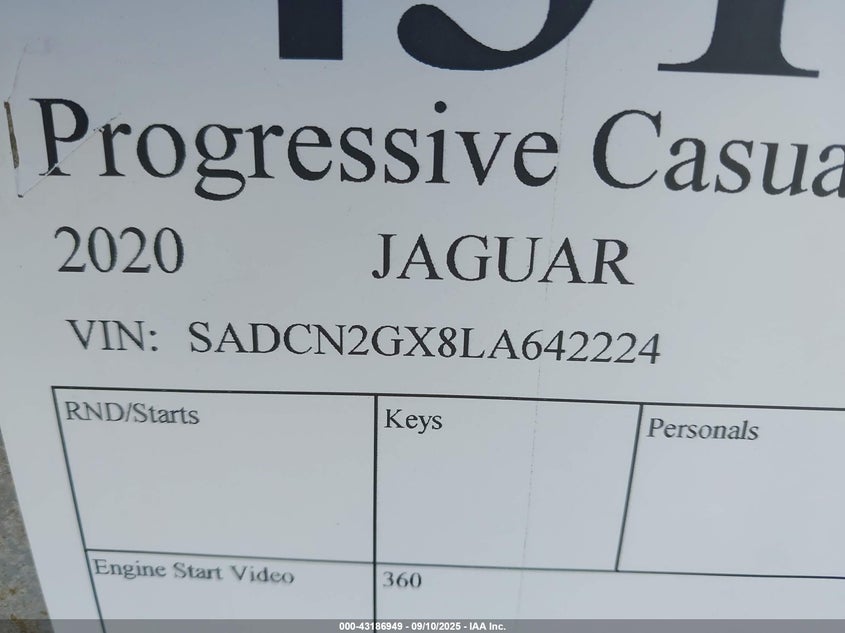 Progressive
2020 JAGUAR
VIN: SADCN2GX8LA642224
RND/Starts Keys Personals
Engine Start Video 360
000-43186949 - 09/10/2025 - IAA Inc.